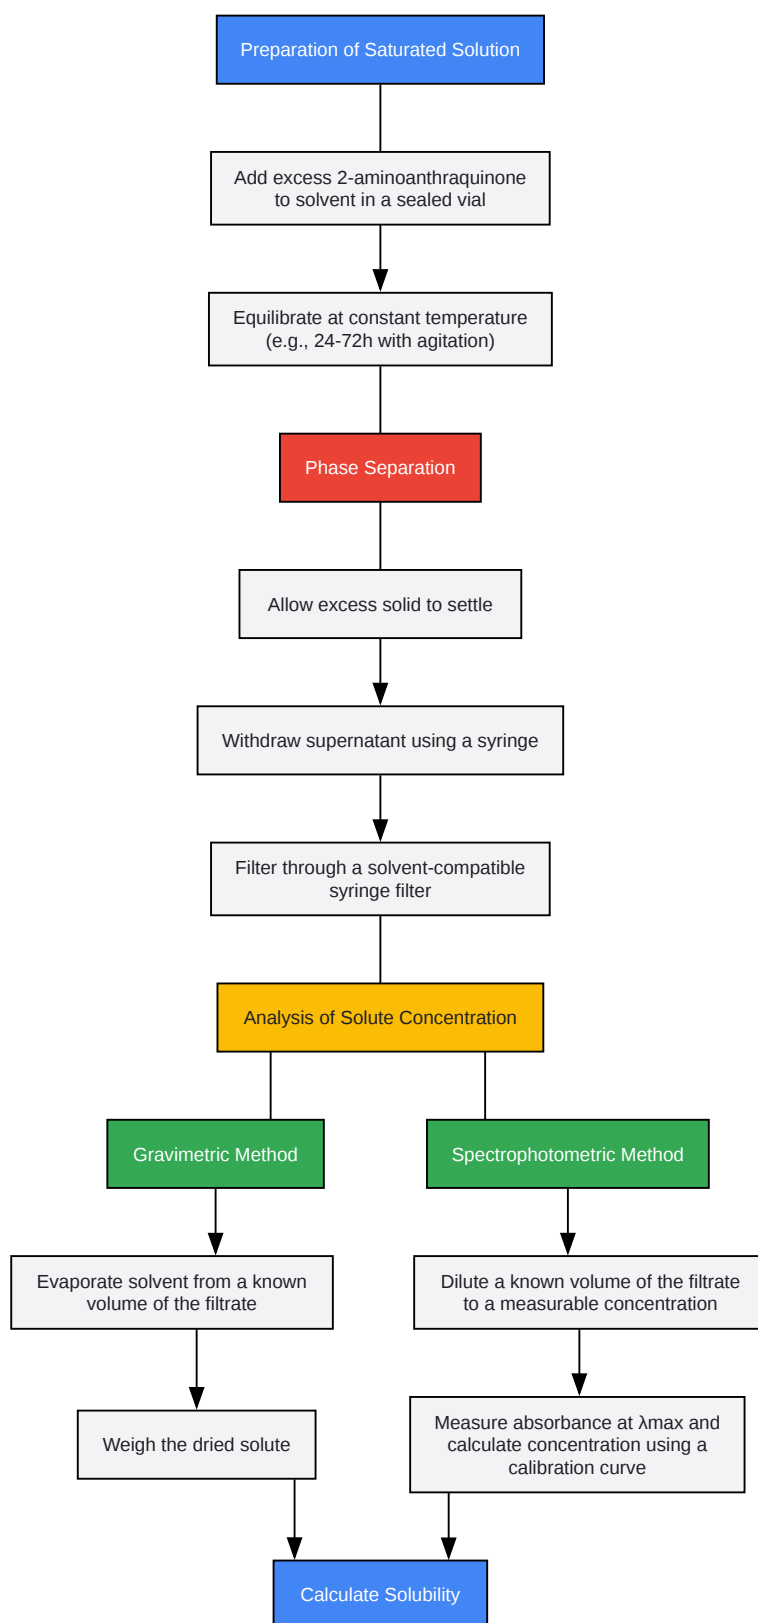 Preparation of Saturated Solution
Add excess 2-aminoanthraquinone
to solvent in a sealed vial
Equilibrate at constant temperature
(e.g., 24-72h with agitation)
Phase Separation
Allow excess solid to settle
Withdraw supernatant using a syringe
Filter through a solvent-compatible
syringe filter
Analysis of Solute Concentration
Gravimetric Method
Spectrophotometric Method
Evaporate solvent from a known
volume of the filtrate
Dilute a known volume of the filtrate
to a measurable concentration
Weigh the dried solute
Measure absorbance at λmax and
calculate concentration using a
calibration curve
Calculate Solubility